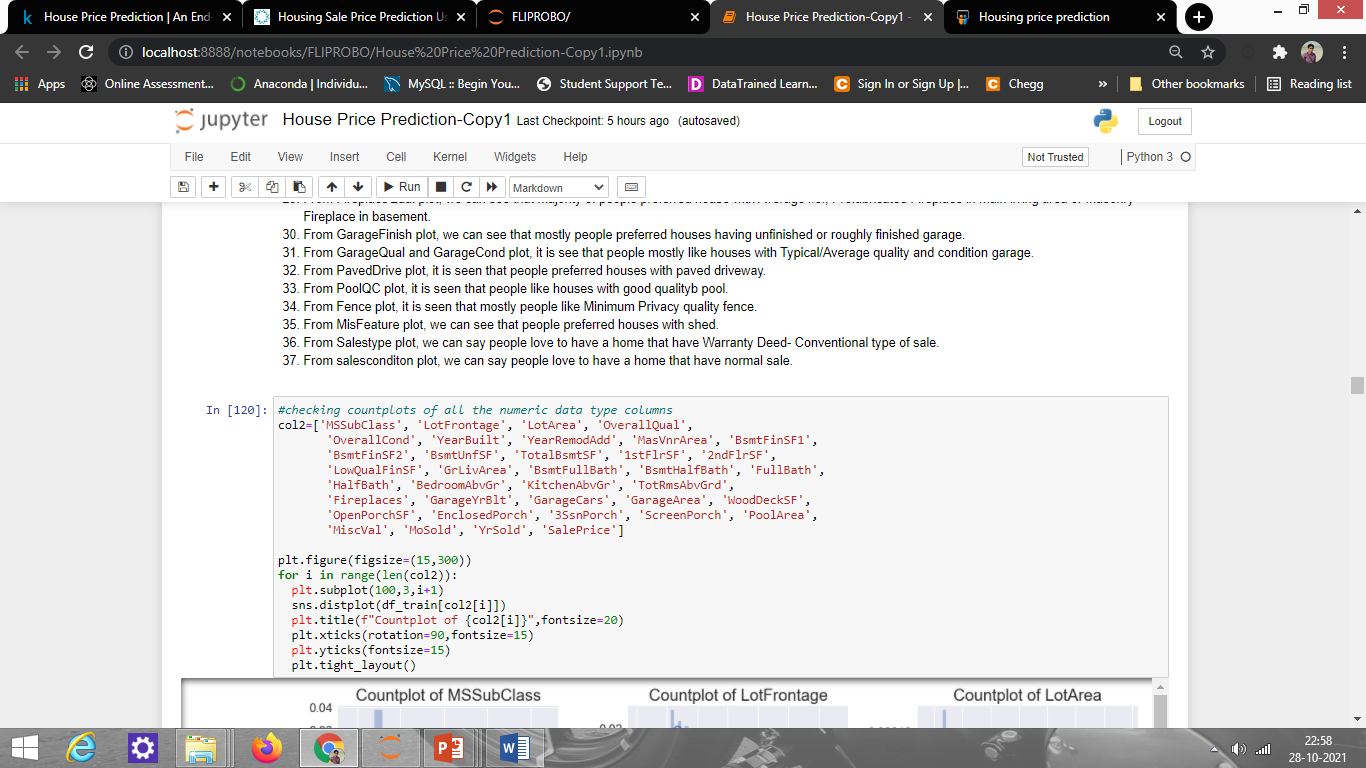 House Price Prediction | An End
Housing Sale Price Prediction Us
FLIPROBO/
House Price Prediction-Copy1 -
Housing price prediction
localhost:8888/notebooks/FLIPROBO/House%20Price%20Prediction-Copy1.ipynb
Apps
Online Assessment...
Anaconda | Individu...
MySQL :: Begin You...
Student Support Te...
DataTrained Learn...
Sign In or Sign Up |...
Chegg
»
Other bookmarks
Reading list
jupyter House Price Prediction-Copy1 Last Checkpoint: 5 hours ago (autosaved)
Logout
File Edit View Insert Cell Kernel Widgets Help
Not Trusted
Python 3
Run
Markdown
Fireplace in basement.
30. From GarageFinish plot, we can see that mostly people preferred houses having unfinished or roughly finished garage.
31. From GarageQual and GarageCond plot, it is see that people mostly like houses with Typical/Average quality and condition garage.
32. From PavedDrive plot, it is seen that people preferred houses with paved driveway.
33. From PoolQC plot, it is seen that people like houses with good qualityb pool.
34. From Fence plot, it is seen that mostly people like Minimum Privacy quality fence.
35. From MisFeature plot, we can see that people preferred houses with shed.
36. From Salestype plot, we can say people love to have a home that have Warranty Deed- Conventional type of sale.
37. From salesconditon plot, we can say people love to have a home that have normal sale.
In [120]: #checking countplots of all the numeric data type columns
col2=['MSSubClass', 'LotFrontage', 'LotArea', 'OverallQual',
'OverallCond', 'YearBuilt', 'YearRemodAdd', 'MasVnrArea', 'BsmtFinSF1',
'BsmtFinSF2', 'BsmtUnfSF', 'TotalBsmtSF', '1stFlrSF', '2ndFlrSF',
'LowQualFinSF', 'GrLivArea', 'BsmtFullBath', 'BsmtHalfBath', 'FullBath',
'HalfBath', 'BedroomAbvGr', 'KitchenAbvGr', 'TotRmsAbvGrd',
'Fireplaces', 'GarageYrBlt', 'GarageCars', 'GarageArea', 'WoodDeckSF',
'OpenPorchSF', 'EnclosedPorch', '3SsnPorch', 'ScreenPorch', 'PoolArea',
'MiscVal', 'MoSold', 'YrSold', 'SalePrice']
plt.figure(figsize=(15,300))
for i in range(len(col2)):
plt.subplot(100,3,i+1)
sns.distplot(df_train[col2[i]])
plt.title(f"Countplot of {col2[i]}",fontsize=20)
plt.xticks(rotation=90,fontsize=15)
plt.yticks(fontsize=15)
plt.tight_layout()
Countplot of MSSubClass
Countplot of LotFrontage
Countplot of LotArea
0.04
22:58
28-10-2021